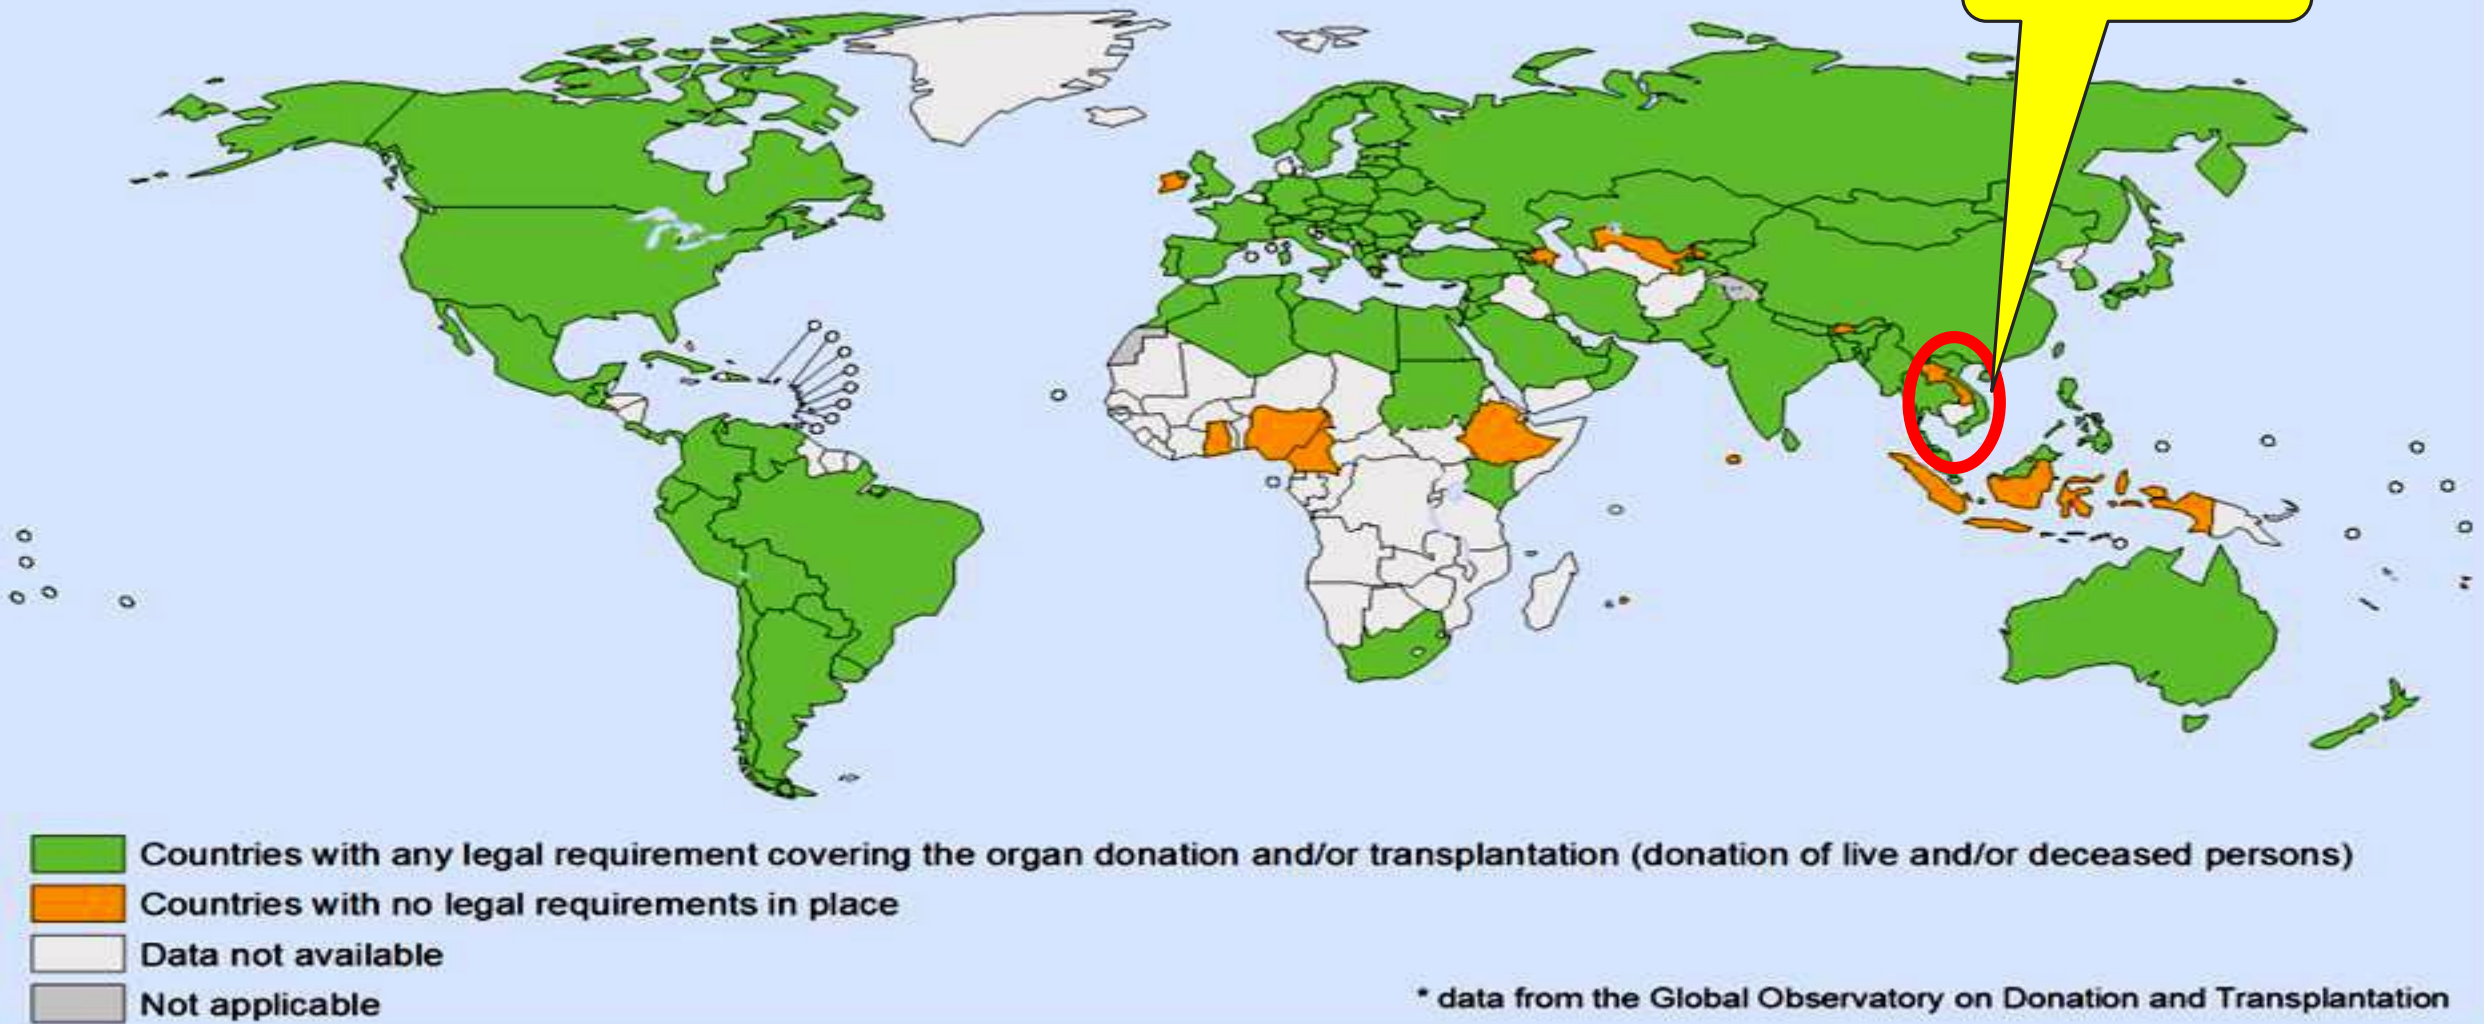 Countries with any legal requirement covering the organ donation and/or transplantation (donation of live and/or deceased persons)
Countries with no legal requirements in place
Data not available
Not applicable
* data from the Global Observatory on Donation and Transplantation